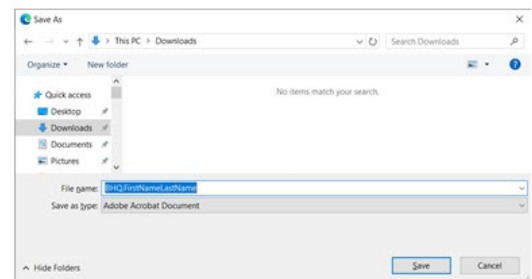 Save As
This PC > Downloads
Search Downloads
Organize
New folder
No items match your search.
Quick access
Desktop
Downloads
Documents
Pictures
File name: BHQ.FirstNameLastName
Save as type: Adobe Acrobat Document
Hide Folders
Save
Cancel